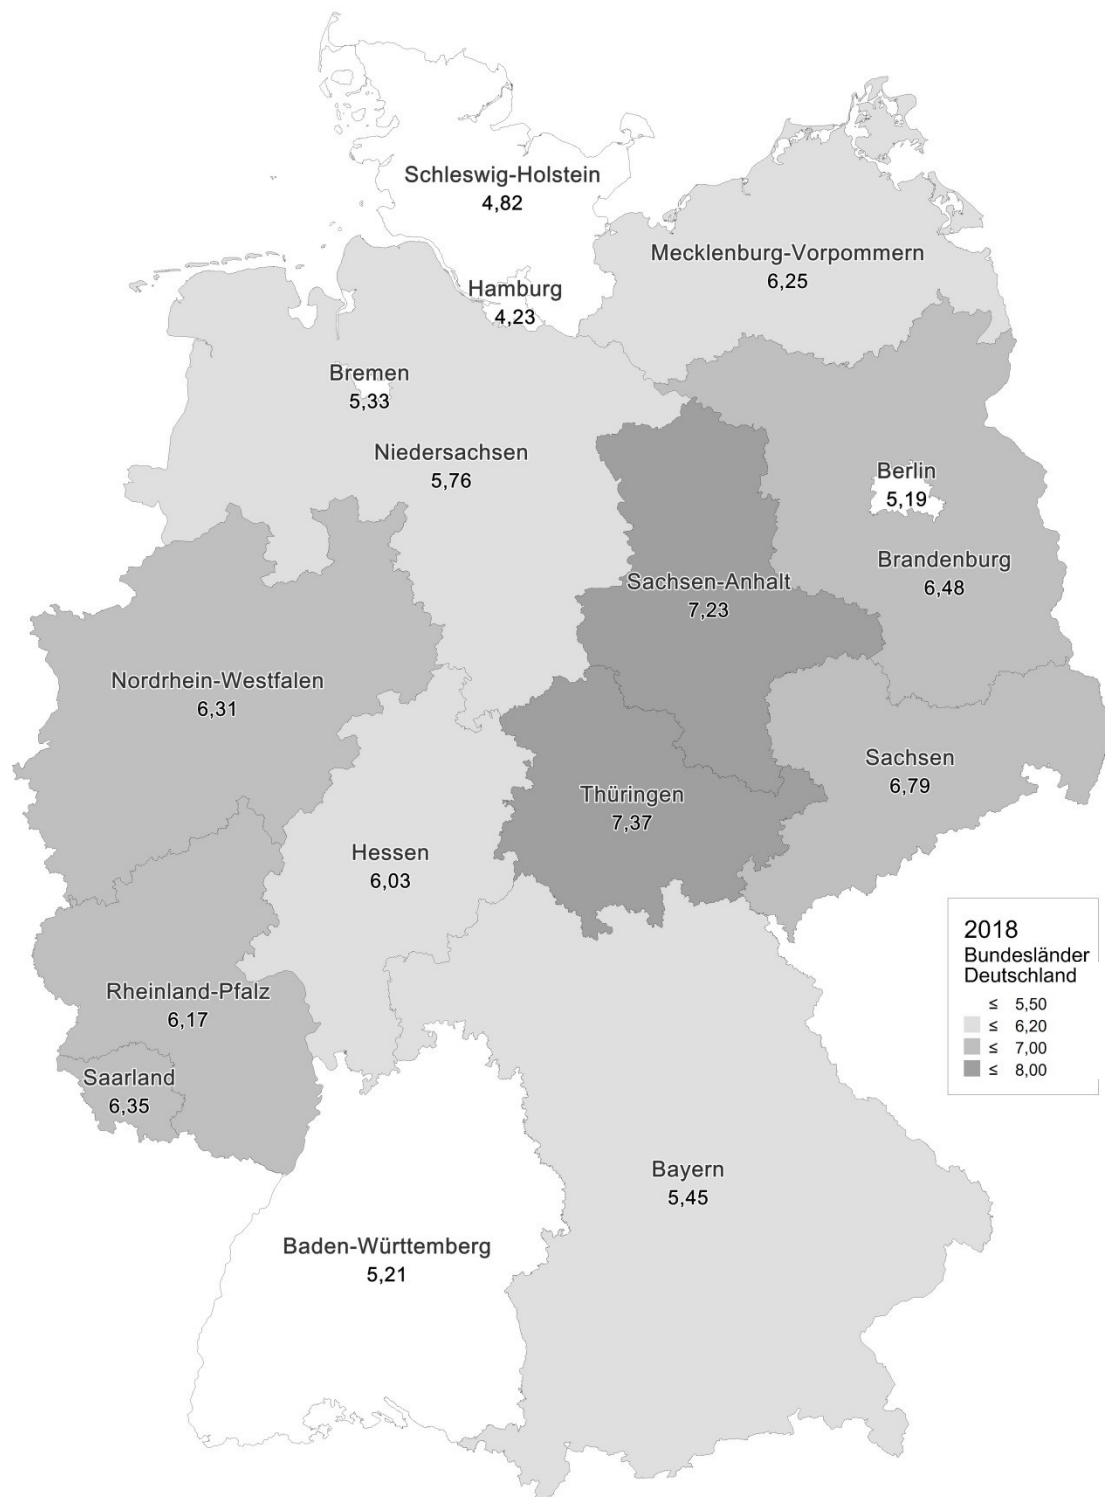 Schleswig-Holstein
4,82
Mecklenburg-Vorpommern
6,25
Hamburg
4,23
Bremen
5,33
Niedersachsen
5,76
Berlin
5,19
Brandenburg
6,48
Sachsen-Anhalt
7,23
Nordrhein-Westfalen
6,31
Sachsen
6,79
Thüringen
7,37
Hessen
6,03
Rheinland-Pfalz
6,17
Saarland
6,35
Bayern
5,45
Baden-Württemberg
5,21
2018
Bundesländer
Deutschland
≤ 5,50
≤ 6,20
≤ 7,00
≤ 8,00